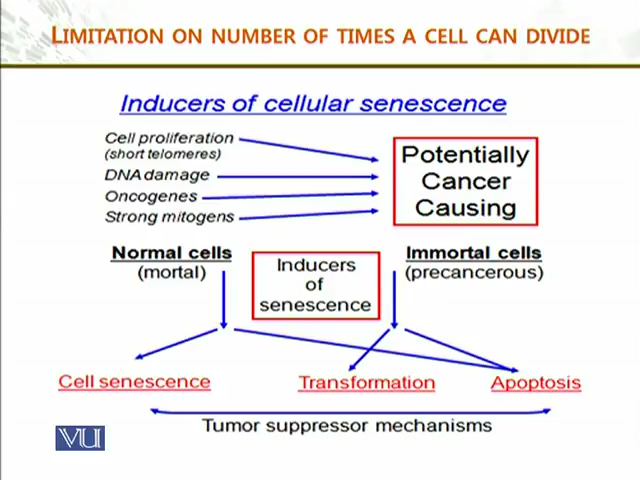 LIMITATION ON NUMBER OF TIMES A CELL CAN DIVIDE
Inducers of cellular senescence
Cell proliferation
(short telomeres)
DNA damage
Oncogenes
Strong mitogens
Potentially
Cancer
Causing
Normal cells
(mortal)
Inducers
of
senescence
Immortal cells
(precancerous)
Cell senescence
Transformation
Apoptosis
Tumor suppressor mechanisms
VU